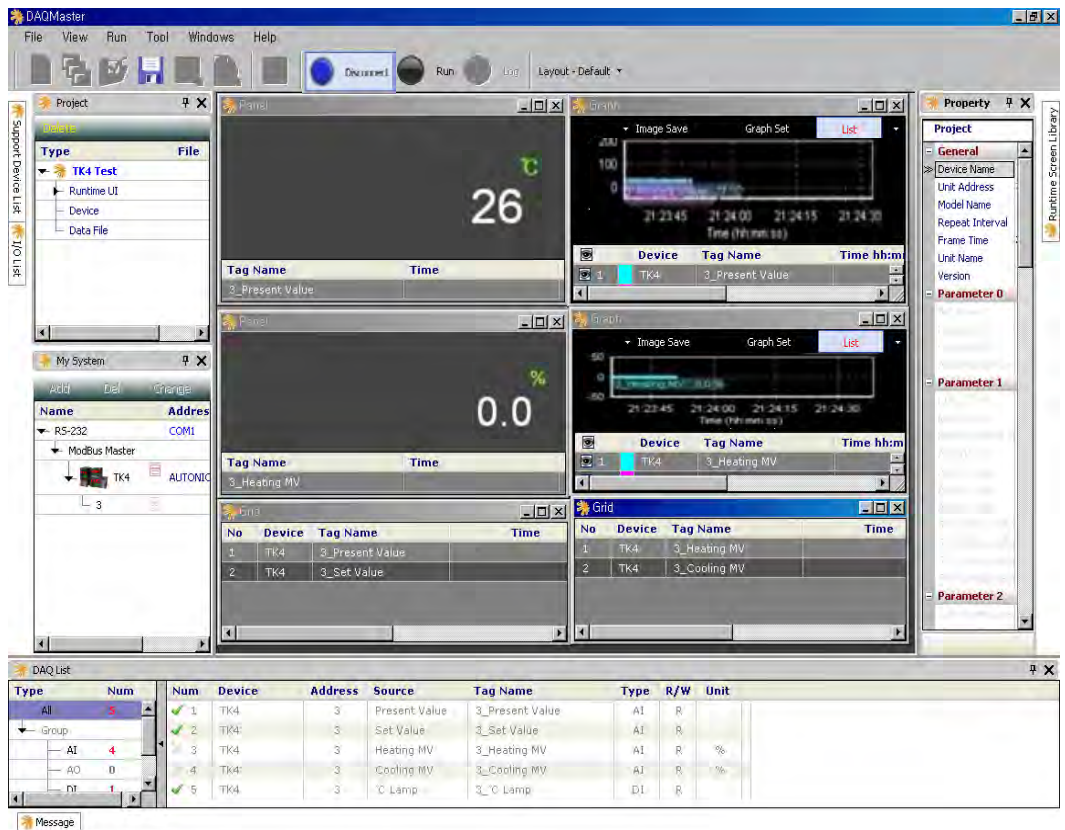 DAQMaster
File View Run Tool Windows Help
Disconnect Run Log Layout - Default
Support Device List
I/O List
Project
Delete
Type File
TK4 Test
Runtime UI
Device
Data File
My System
Add Del Change
Name Addres
RS-232 COM1
ModBus Master
TK4 AUTONIC
3
Panel
℃
26
Tag Name Time
3_Present Value
Graph
Image Save Graph Set List
200
100
0
21:23:45 21:24:00 21:24:15 21:24:30
Time (hh:mm:ss)
Device Tag Name Time hh:m
1 TK4 3_Present Value
Panel
%
0.0
Tag Name Time
3_Heating MV
Graph
Image Save Graph Set List
50
0
-50
3_Heating MV 0.0 %
21:23:45 21:24:00 21:24:15 21:24:30
Time (hh:mm:ss)
Device Tag Name Time hh:m
1 TK4 3_Heating MV
Grid
No Device Tag Name Time
1 TK4 3_Present Value
2 TK4 3_Set Value
Grid
No Device Tag Name Time
1 TK4 3_Heating MV
2 TK4 3_Cooling MV
Property
Project
General
Device Name
Unit Address
Model Name
Repeat Interval
Frame Time
Unit Name
Version
Parameter 0
Parameter 1
Parameter 2
Runtime Screen Library
DAQ List
Type Num
All 5
Group
AI 4
AO 0
DI 1
Num Device Address Source Tag Name Type R/W Unit
1 TK4 3 Present Value 3_Present Value AI R
2 TK4 3 Set Value 3_Set Value AI R
3 TK4 3 Heating MV 3_Heating MV AI R %
4 TK4 3 Cooling MV 3_Cooling MV AI R %
5 TK4 3 ℃ Lamp 3_℃ Lamp DI R
Message